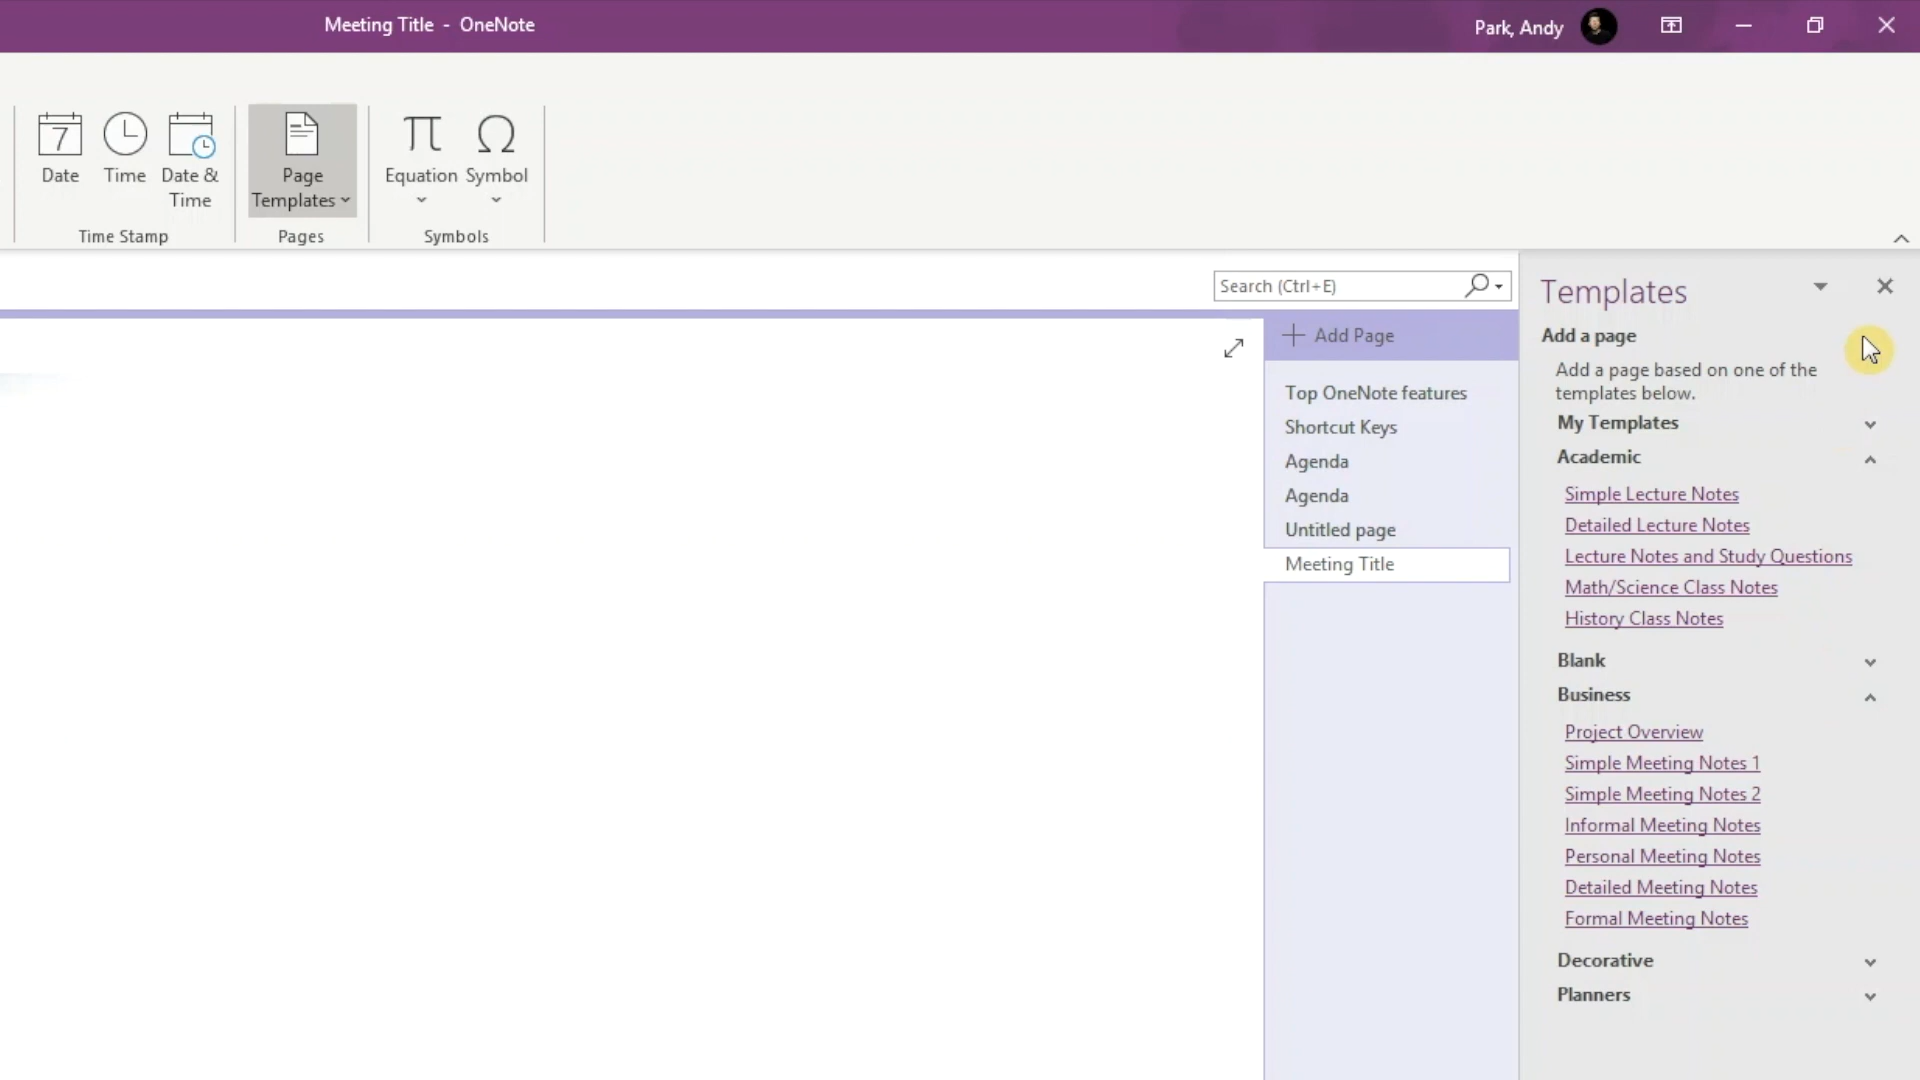 Meeting Title - OneNote
Park, Andy
7
Date
Time
Date &
Time
Time Stamp
Page
Templates
Pages
π
Equation
Ω
Symbol
Symbols
Search (Ctrl+E)
Add Page
Top OneNote features
Shortcut Keys
Agenda
Agenda
Untitled page
Meeting Title
Templates
Add a page
Add a page based on one of the
templates below.
My Templates
Academic
Simple Lecture Notes
Detailed Lecture Notes
Lecture Notes and Study Questions
Math/Science Class Notes
History Class Notes
Blank
Business
Project Overview
Simple Meeting Notes 1
Simple Meeting Notes 2
Informal Meeting Notes
Personal Meeting Notes
Detailed Meeting Notes
Formal Meeting Notes
Decorative
Planners